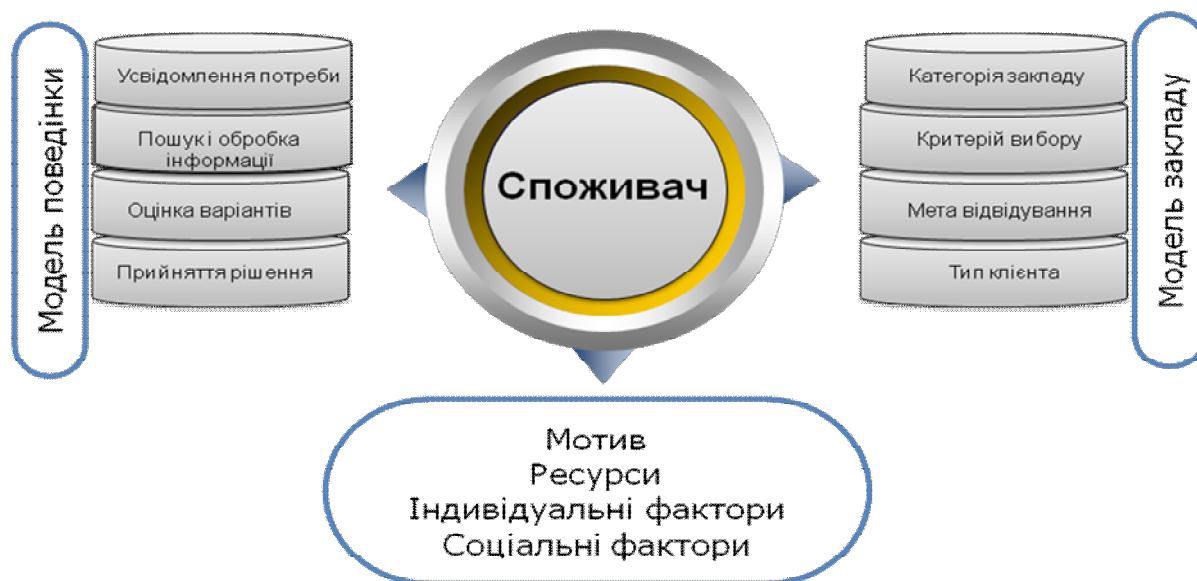 Модель поведінки
Усвідомлення потреби
Пошук і обробка
інформації
Оцінка варіантів
Прийняття рішення
Споживач
Категорія закладу
Критерій вибору
Мета відвідування
Тип клієнта
Модель закладу
Мотив
Ресурси
Індивідуальні фактори
Соціальні фактори